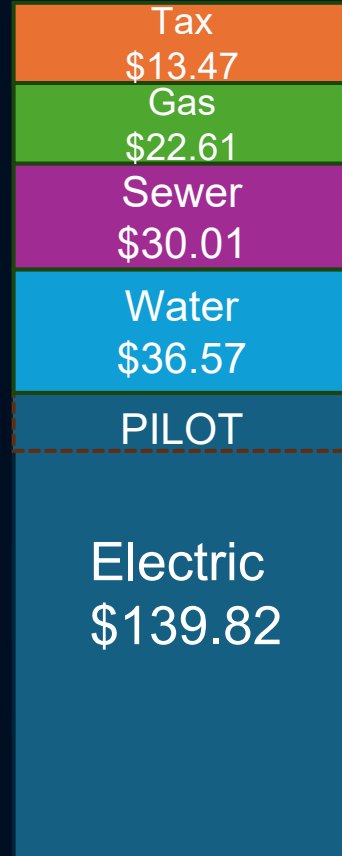 Tax
$13.47
Gas
$22.61
Sewer
$30.01
Water
$36.57
PILOT
Electric
$139.82